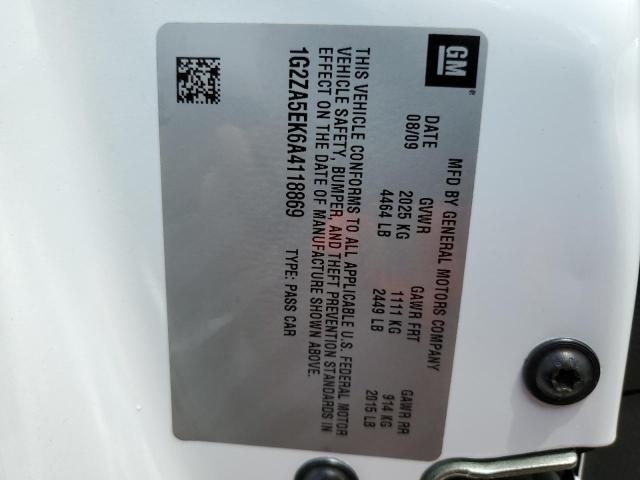 GM
MFD BY GENERAL MOTORS COMPANY
DATE GVWR GAWR FRT GAWR RR
08/09 2025 KG 1111 KG 914 KG
4464 LB 2449 LB 2015 LB
THIS VEHICLE CONFORMS TO ALL APPLICABLE U.S. FEDERAL MOTOR
VEHICLE SAFETY, BUMPER, AND THEFT PREVENTION STANDARDS IN
EFFECT ON THE DATE OF MANUFACTURE SHOWN ABOVE.
1G2ZA5EK6A4118869 TYPE: PASS CAR